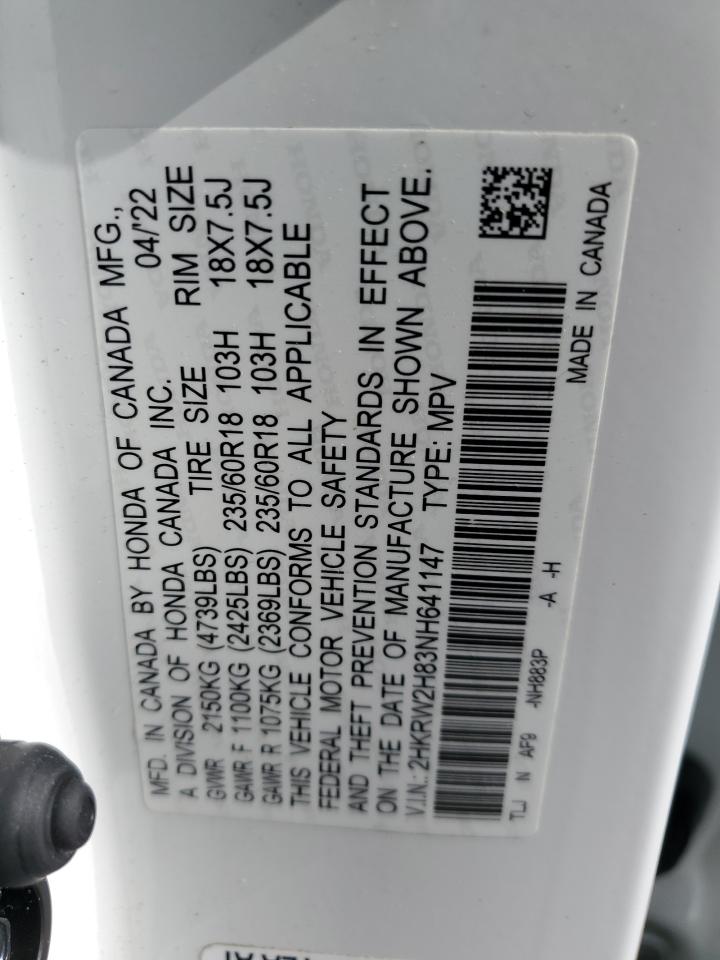 MFD. IN CANADA BY HONDA OF CANADA MFG.,
A DIVISION OF HONDA CANADA INC. 04/'22
GVWR 2150KG (4739LBS) TIRE SIZE RIM SIZE
GAWR F 1100KG (2425LBS) 235/60R18 103H 18X7.5J
GAWR R 1075KG (2369LBS) 235/60R18 103H 18X7.5J
THIS VEHICLE CONFORMS TO ALL APPLICABLE
FEDERAL MOTOR VEHICLE SAFETY
AND THEFT PREVENTION STANDARDS IN EFFECT
ON THE DATE OF MANUFACTURE SHOWN ABOVE.
V.I.N.: 2HKRW2H83NH641147 TYPE: MPV
TLJ N AF9 -NH883P -A -H
MADE IN CANADA